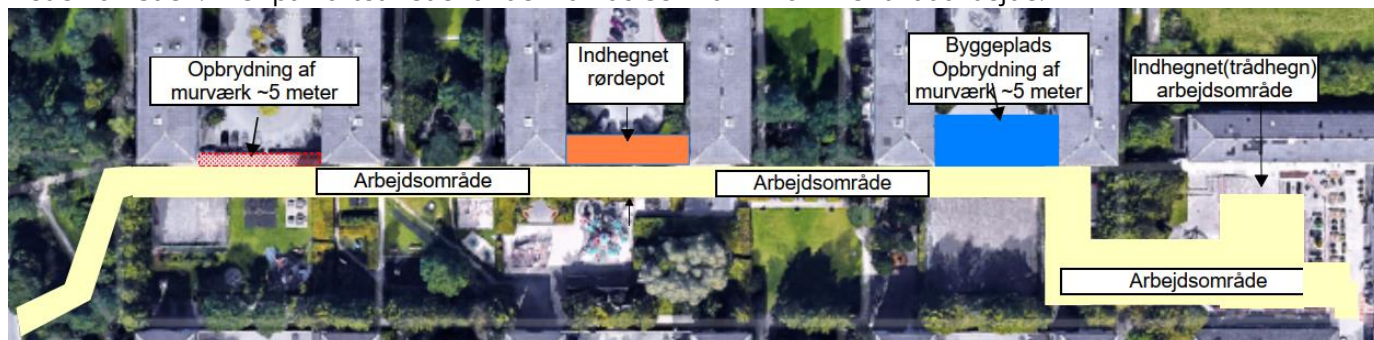 Opbrydning af
murværk ~5 meter
Indhegnet
rørdepot
Byggeplads
Opbrydning af
murværk ~5 meter
Indhegnet(trådhegn)
arbejdsområde
Arbejdsområde
Arbejdsområde
Arbejdsområde